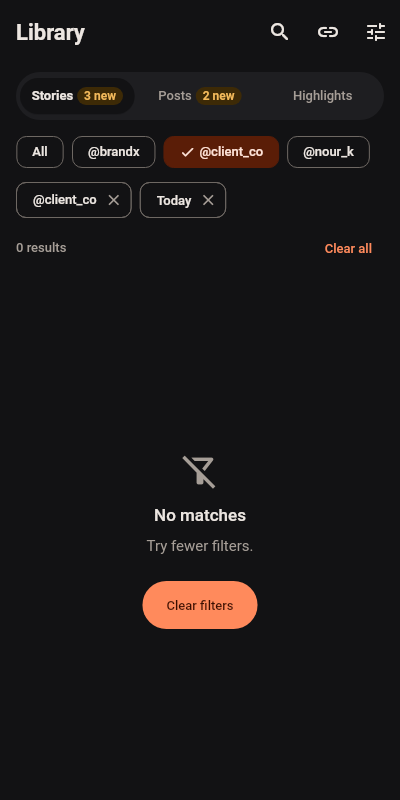 Library
Stories 3 new Posts 2 new Highlights
All @brandx @client_co @nour_k
@client_co Today
0 results Clear all
No matches
Try fewer filters.
Clear filters